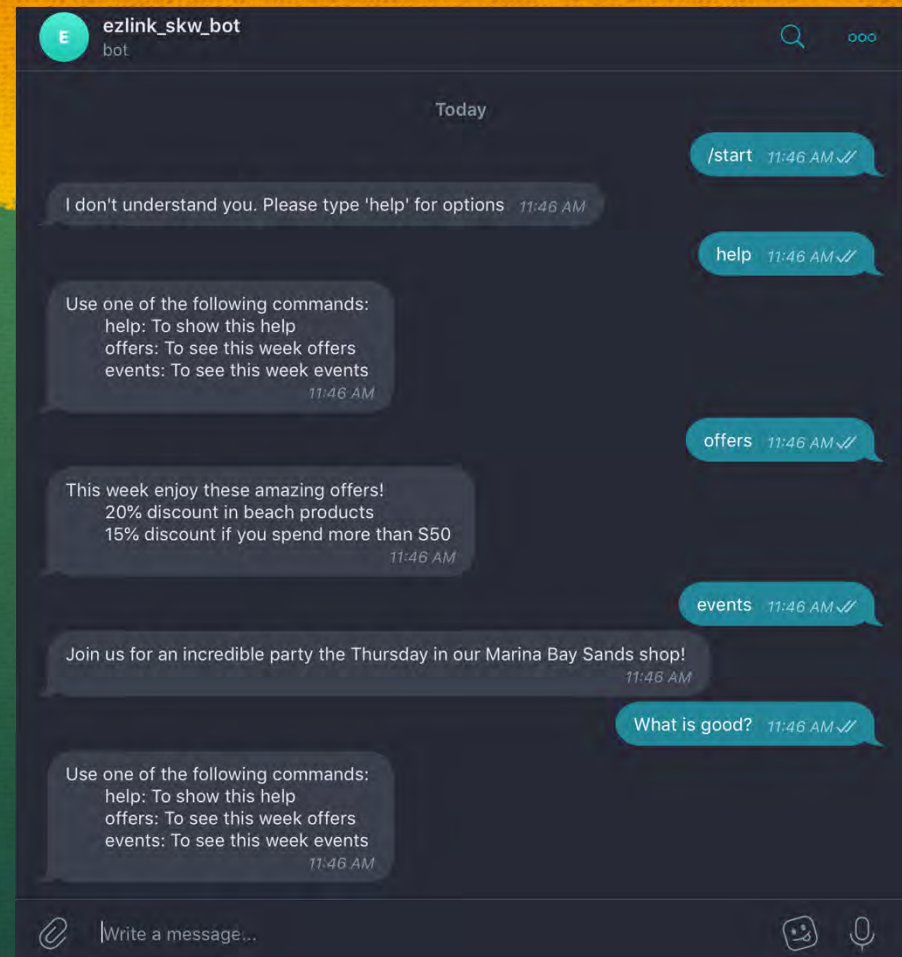 E
ezlink_skw_bot
bot
Today
/start 11:46 AM
I don't understand you. Please type 'help' for options 11:46 AM
help 11:46 AM
Use one of the following commands:
help: To show this help
offers: To see this week offers
events: To see this week events
11:46 AM
offers 11:46 AM
This week enjoy these amazing offers!
20% discount in beach products
15% discount if you spend more than S50
11:46 AM
events 11:46 AM
Join us for an incredible party the Thursday in our Marina Bay Sands shop!
11:46 AM
What is good? 11:46 AM
Use one of the following commands:
help: To show this help
offers: To see this week offers
events: To see this week events
11:46 AM
Write a message...